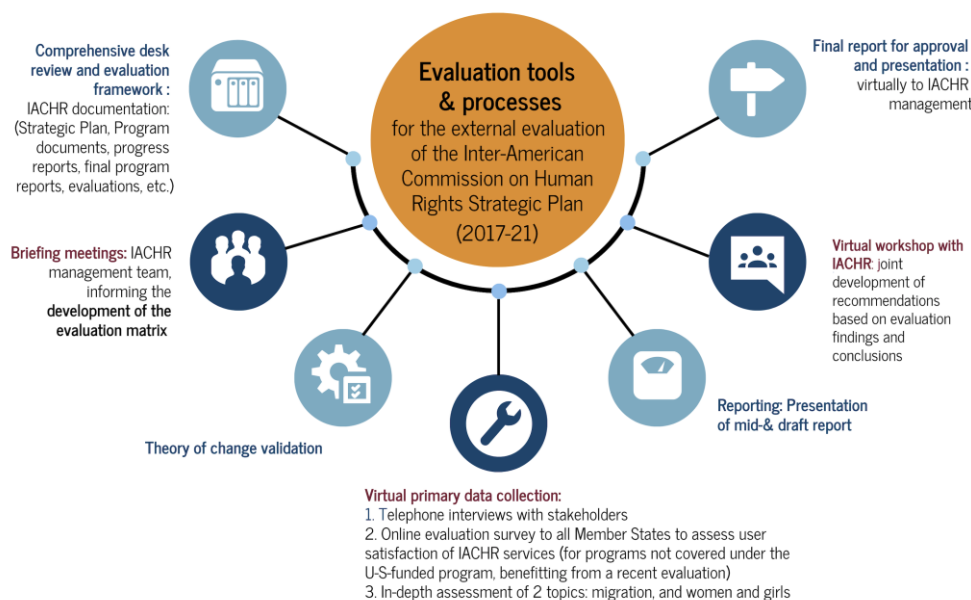 Evaluation tools
& processes
for the external evaluation
of the Inter-American
Commission on Human
Rights Strategic Plan
(2017-21)
Comprehensive desk
review and evaluation
framework :
IACHR documentation:
(Strategic Plan, Program
documents, progress
reports, final program
reports, evaluations, etc.)
Briefing meetings: IACHR
management team,
informing the
development of the
evaluation matrix
Theory of change validation
Virtual primary data collection:
1. Telephone interviews with stakeholders
2. Online evaluation survey to all Member States to assess user
satisfaction of IACHR services (for programs not covered under the
U-S-funded program, benefitting from a recent evaluation)
3. In-depth assessment of 2 topics: migration, and women and girls
Reporting: Presentation
of mid-& draft report
Virtual workshop with
IACHR: joint
development of
recommendations
based on evaluation
findings and
conclusions
Final report for approval
and presentation :
virtually to IACHR
management